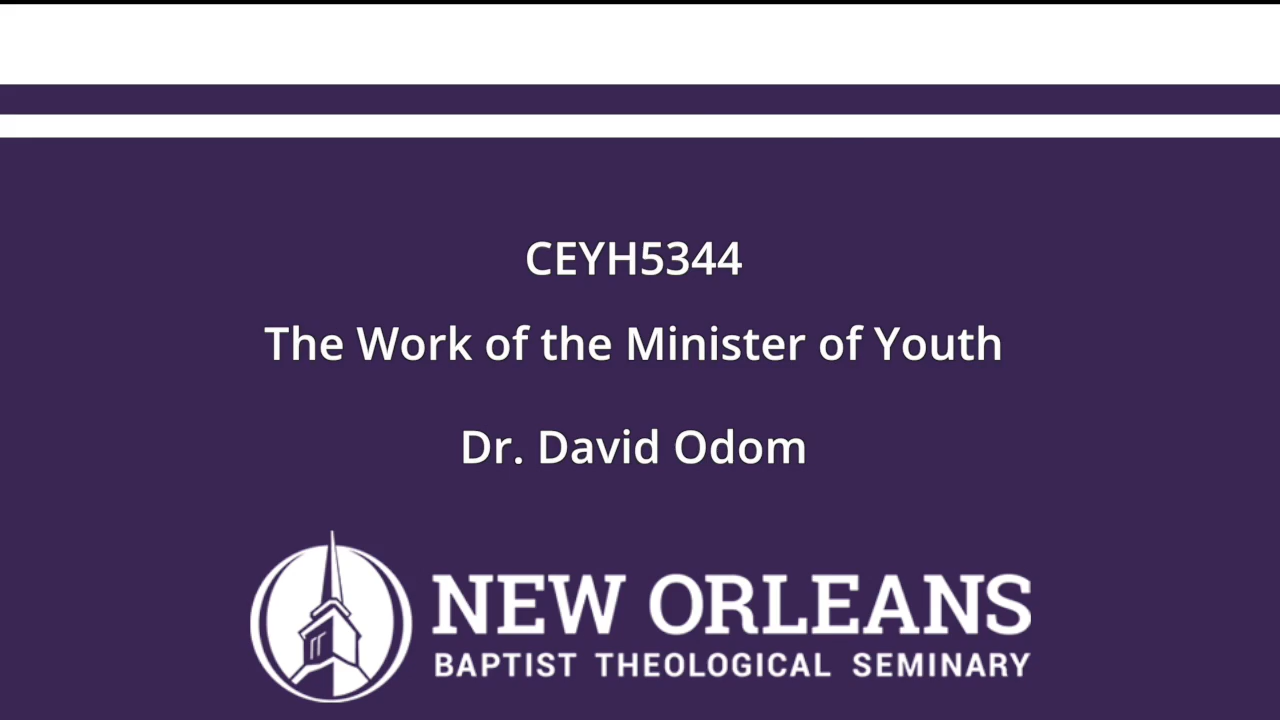 CEYH5344
The Work of the Minister of Youth
Dr. David Odom
NEW ORLEANS
BAPTIST THEOLOGICAL SEMINARY